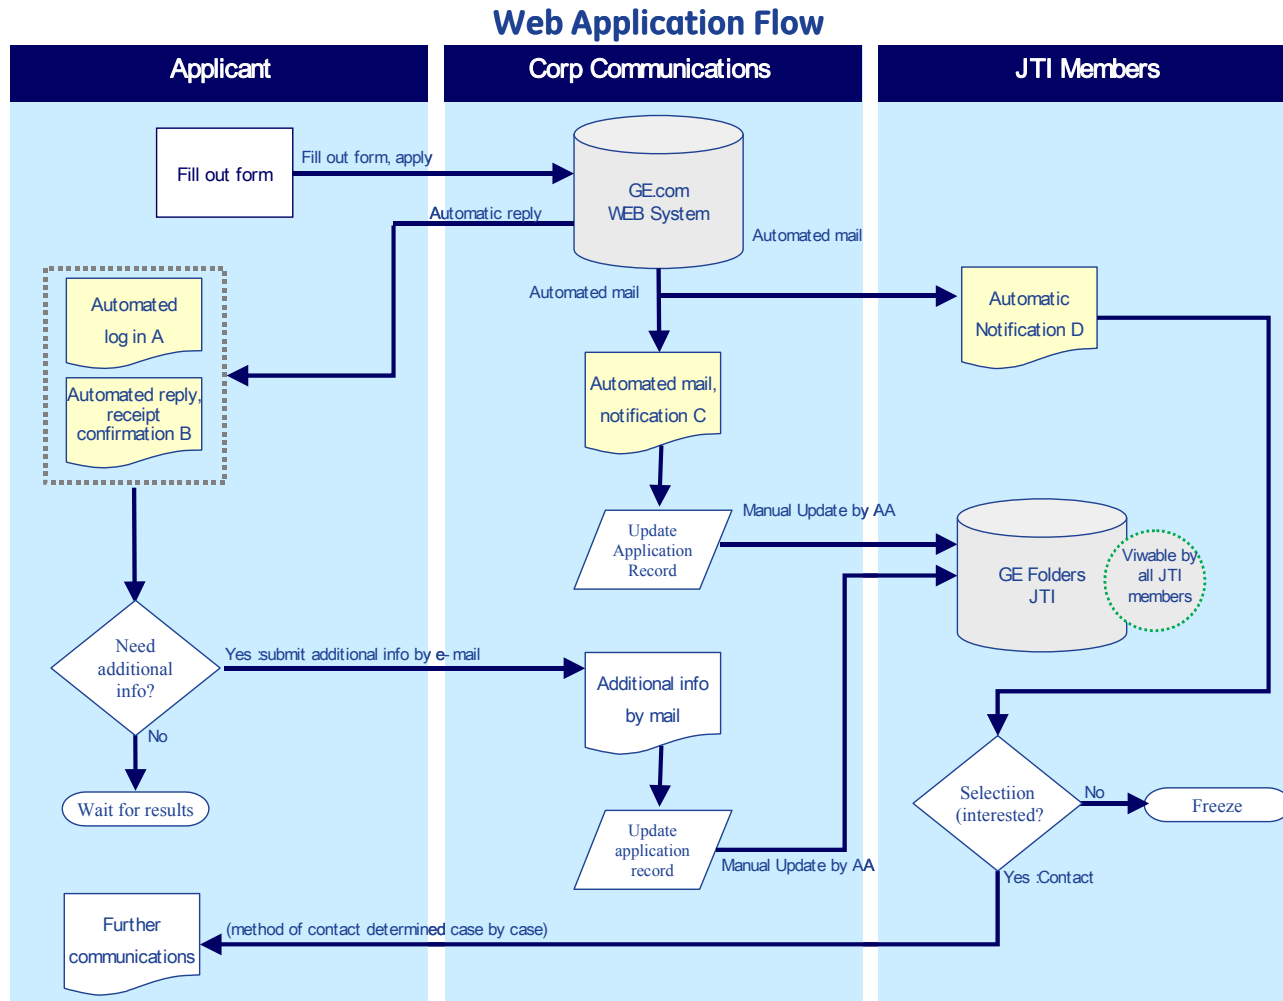 Web Application Flow
Applicant
Corp Communications
JTI Members
Fill out form
Fill out form, apply
GE.com
WEB System
Automatic reply
Automated mail
Automated mail
Automated
log in A
Automated reply,
receipt
confirmation B
Automated mail,
notification C
Automatic
Notification D
Update
Application
Record
Manual Update by AA
GE Folders
JTI
Viwable by
all JTI
members
Need
additional
info?
Yes :submit additional info by e-mail
Additional info
by mail
No
Wait for results
Update
application
record
Manual Update by AA
Selectiion
(interested?
No
Freeze
Yes :Contact
Further
communications
(method of contact determined case by case)